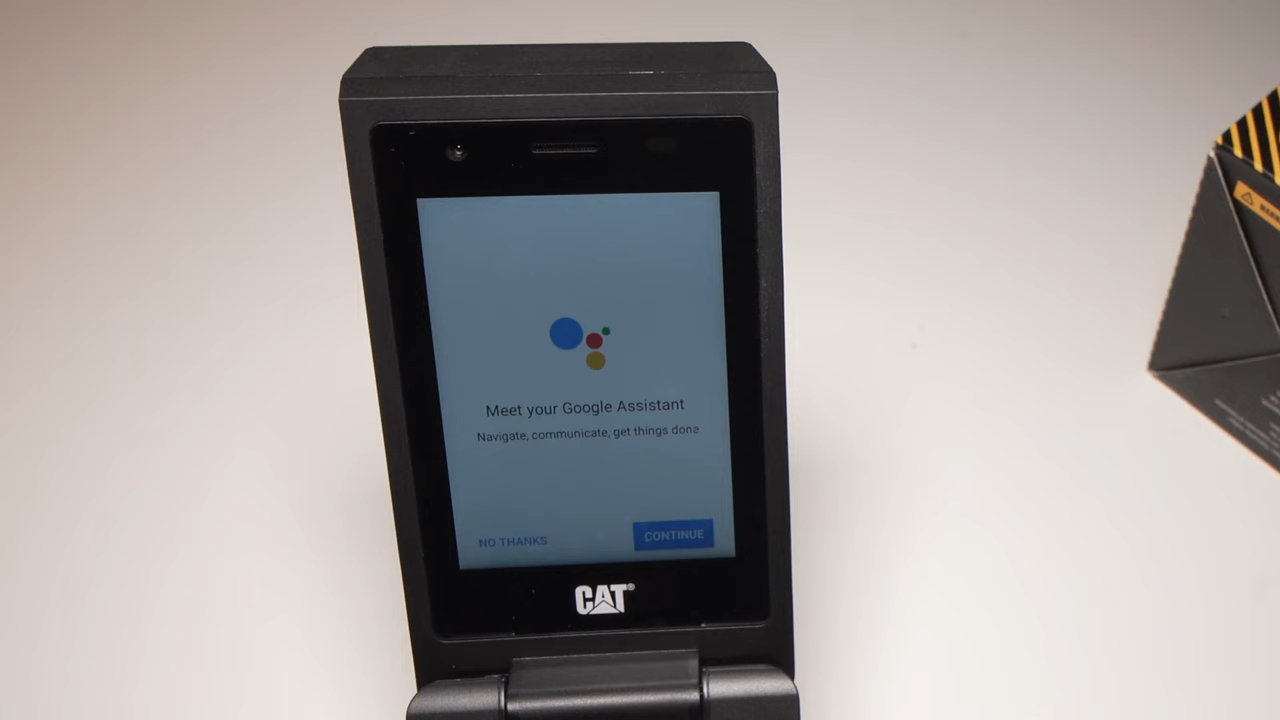 Meet your Google Assistant
Navigate, communicate, get things done
NO THANKS
CONTINUE
CAT®